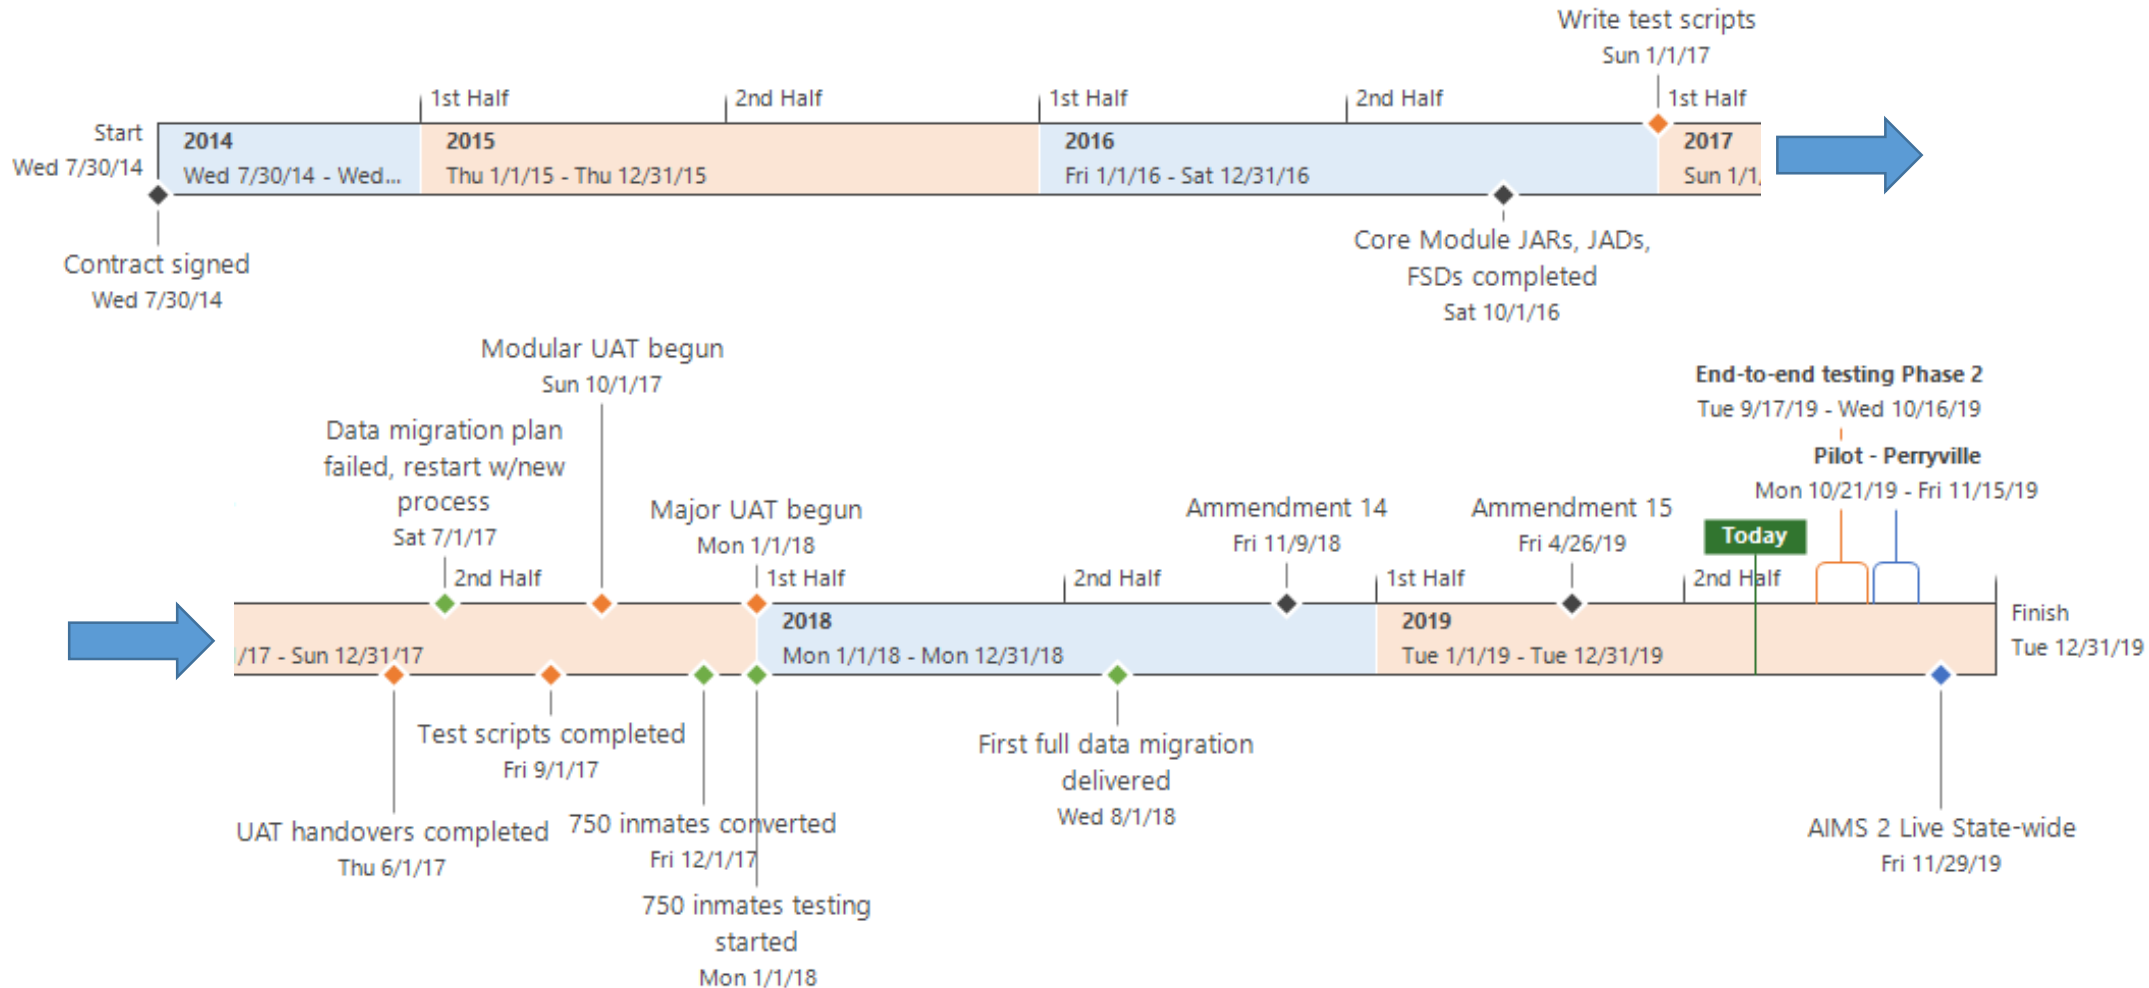 Write test scripts
Sun 1/1/17
1st Half
2nd Half
1st Half
2nd Half
1st Half
Start
Wed 7/30/14
2014
Wed 7/30/14 - Wed...
2015
Thu 1/1/15 - Thu 12/31/15
2016
Fri 1/1/16 - Sat 12/31/16
2017
Sun 1/1/
Contract signed
Wed 7/30/14
Core Module JARs, JADs,
FSDs completed
Sat 10/1/16
Modular UAT begun
Sun 10/1/17
Data migration plan
failed, restart w/new
process
Sat 7/1/17
Major UAT begun
Mon 1/1/18
Ammendment 14
Fri 11/9/18
Ammendment 15
Fri 4/26/19
End-to-end testing Phase 2
Tue 9/17/19 - Wed 10/16/19
Pilot - Perryville
Mon 10/21/19 - Fri 11/15/19
Today
2nd Half
1st Half
2nd Half
1st Half
2nd Half
/17 - Sun 12/31/17
2018
Mon 1/1/18 - Mon 12/31/18
2019
Tue 1/1/19 - Tue 12/31/19
Finish
Tue 12/31/19
Test scripts completed
Fri 9/1/17
UAT handovers completed
Thu 6/1/17
750 inmates converted
Fri 12/1/17
750 inmates testing
started
Mon 1/1/18
First full data migration
delivered
Wed 8/1/18
AIMS 2 Live State-wide
Fri 11/29/19